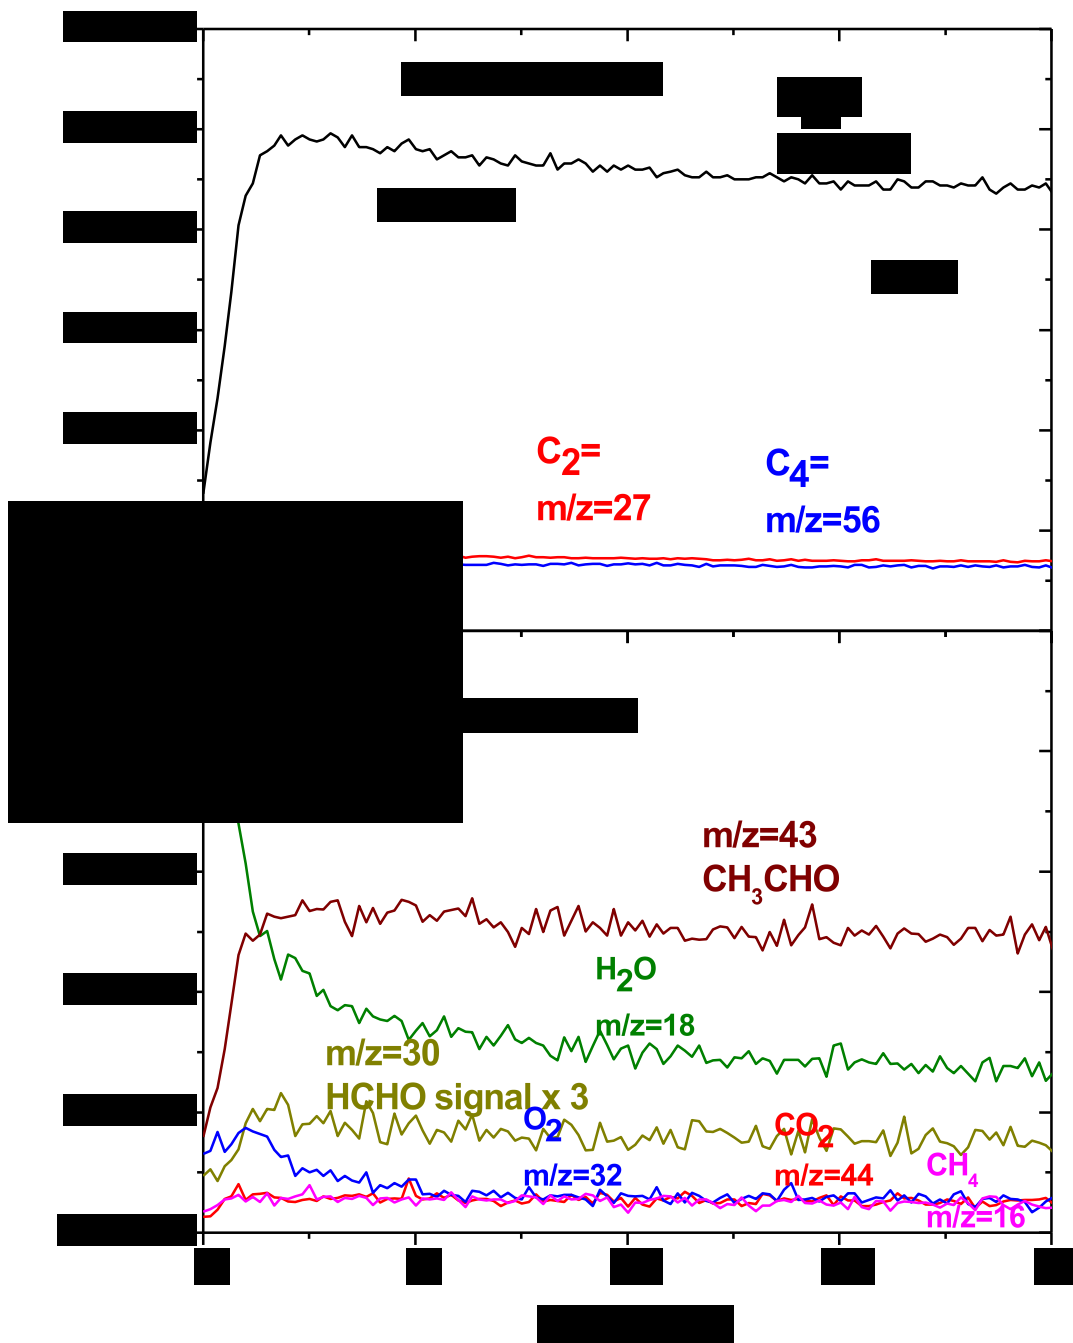 C2=
m/z=27
C4=
m/z=56
m/z=43
CH3CHO
H2O
m/z=18
m/z=30
HCHO signal x 3
O2
m/z=32
CO2
m/z=44
CH4
m/z=16